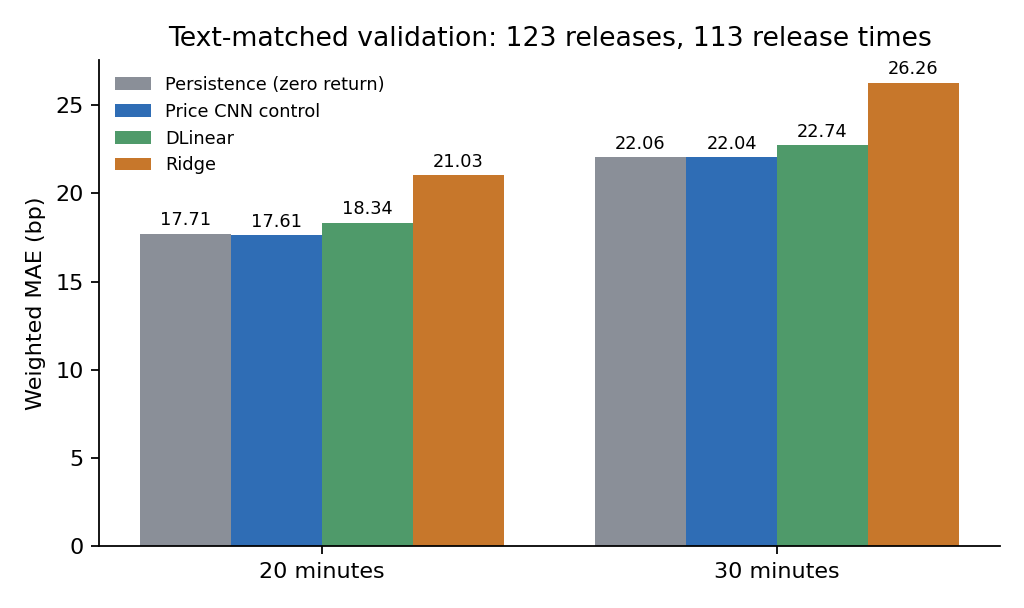 Text-matched validation: 123 releases, 113 release times
Persistence (zero return)
Price CNN control
DLinear
Ridge
Weighted MAE (bp)
25
20
15
10
5
0
17.71
17.61
18.34
21.03
22.06
22.04
22.74
26.26
20 minutes
30 minutes